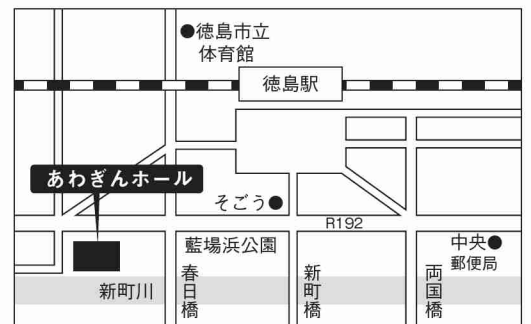 ●徳島市立
体育館
徳島駅
あわぎんホール
そごう●
R192
藍場浜公園
中央●
郵便局
新町川
春日橋
新町橋
両国橋